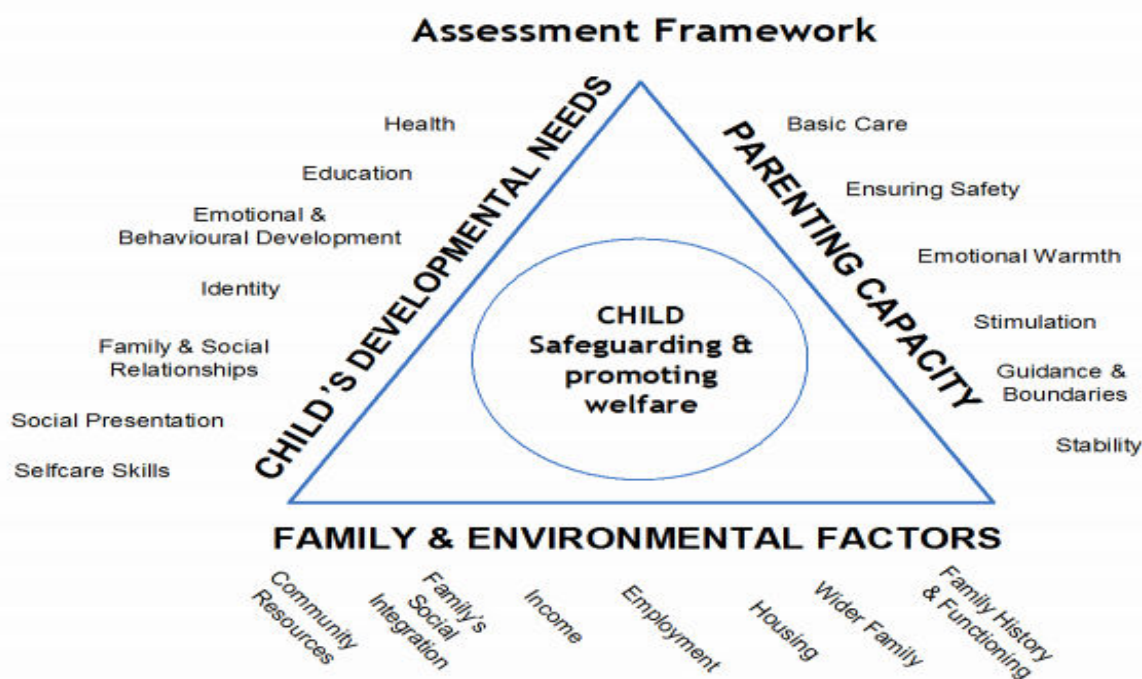 Assessment Framework
CHILD'S DEVELOPMENTAL NEEDS
Health
Education
Emotional &
Behavioural Development
Identity
Family & Social
Relationships
Social Presentation
Selfcare Skills
PARENTING CAPACITY
Basic Care
Ensuring Safety
Emotional Warmth
Stimulation
Guidance &
Boundaries
Stability
CHILD
Safeguarding &
promoting
welfare
FAMILY & ENVIRONMENTAL FACTORS
Community
Resources
Family's
Social
Integration
Income
Employment
Housing
Wider Family
Family History
& Functioning